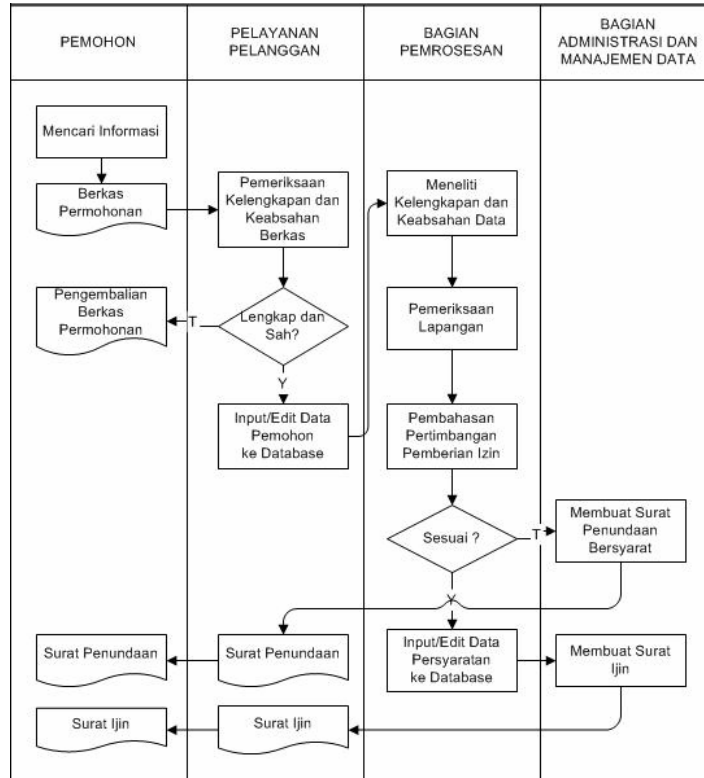 PEMOHON
PELAYANAN
PELANGGAN
BAGIAN
PEMROSESAN
BAGIAN
ADMINISTRASI DAN
MANAJEMEN DATA
Mencari Informasi
Berkas
Permohonan
Pemeriksaan
Kelengkapan dan
Keabsahan
Berkas
Meneliti
Kelengkapan dan
Keabsahan Data
Pengembalian
Berkas
Permohonan
T
Lengkap dan
Sah?
Pemeriksaan
Lapangan
Y
Input/Edit Data
Pemohon
ke Database
Pembahasan
Pertimbangan
Pemberian Izin
Sesuai ?
T
Membuat Surat
Penundaan
Bersyarat
Y
Surat Penundaan
Surat Penundaan
Input/Edit Data
Persyaratan
ke Database
Membuat Surat
Ijin
Surat Ijin
Surat Ijin